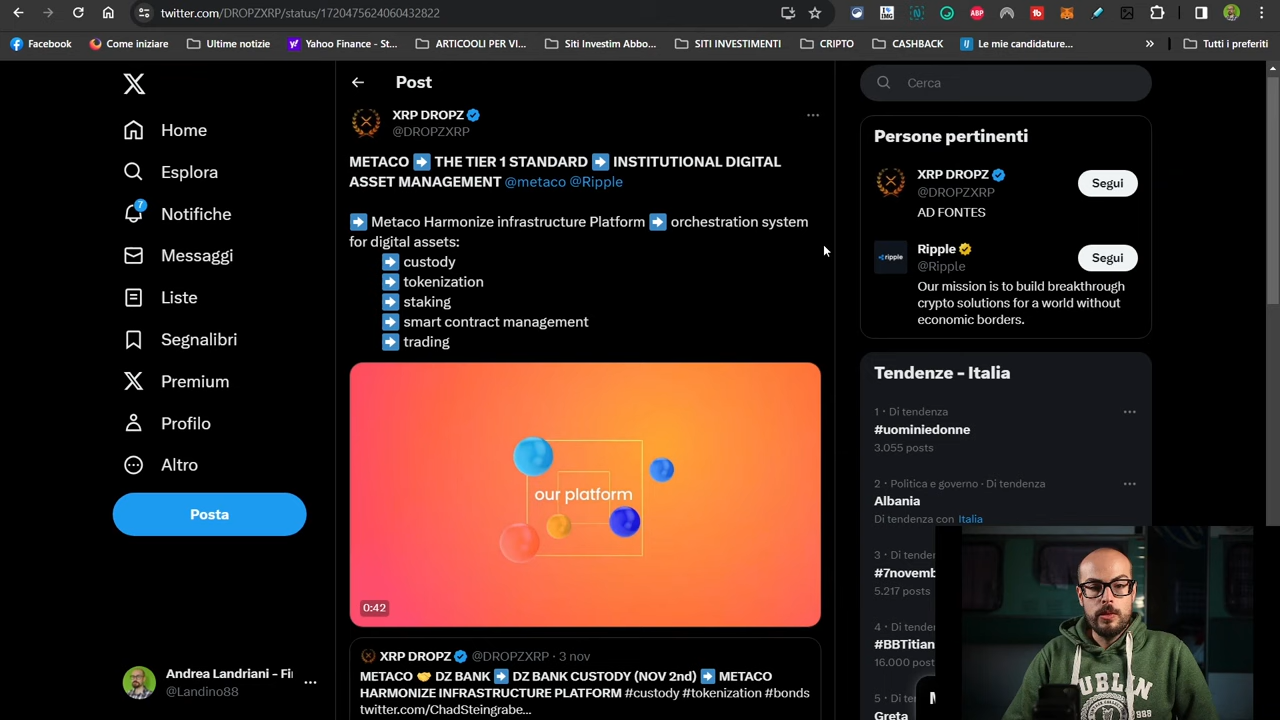 twitter.com/DROPZXRP/status/1720475624060432822
ABP
Facebook
Come iniziare
Ultime notizie
Yahoo Finance - St...
ARTICOOLI PER VI...
Siti Investim Abbo...
SITI INVESTIMENTI
CRIPTO
CASHBACK
Le mie candidature...
»
Tutti i preferiti
Home
Esplora
7
Notifiche
Messaggi
Liste
Segnalibri
Premium
Profilo
Altro
Posta
Andrea Landriani - Fi
@Landino88
Post
XRP DROPZ
@DROPZXRP
METACO ➡ THE TIER 1 STANDARD ➡ INSTITUTIONAL DIGITAL
ASSET MANAGEMENT @metaco @Ripple
➡ Metaco Harmonize infrastructure Platform ➡ orchestration system
for digital assets:
➡ custody
➡ tokenization
➡ staking
➡ smart contract management
➡ trading
our platform
0:42
XRP DROPZ @DROPZXRP · 3 nov
METACO 🤝 DZ BANK ➡ DZ BANK CUSTODY (NOV 2nd) ➡ METACO
HARMONIZE INFRASTRUCTURE PLATFORM #custody #tokenization #bonds
twitter.com/ChadSteingrabe...
Cerca
Persone pertinenti
XRP DROPZ
@DROPZXRP
AD FONTES
Segui
ripple
Ripple
@Ripple
Our mission is to build breakthrough
crypto solutions for a world without
economic borders.
Segui
Tendenze - Italia
1 · Di tendenza
#uominiedonne
3.055 posts
2 · Politica e governo · Di tendenza
Albania
Di tendenza con Italia
3 · Di tende
#7novemb
5.217 posts
4 · Di tende
#BBTitian
16.000 post
5 · Di tende
Greta
M